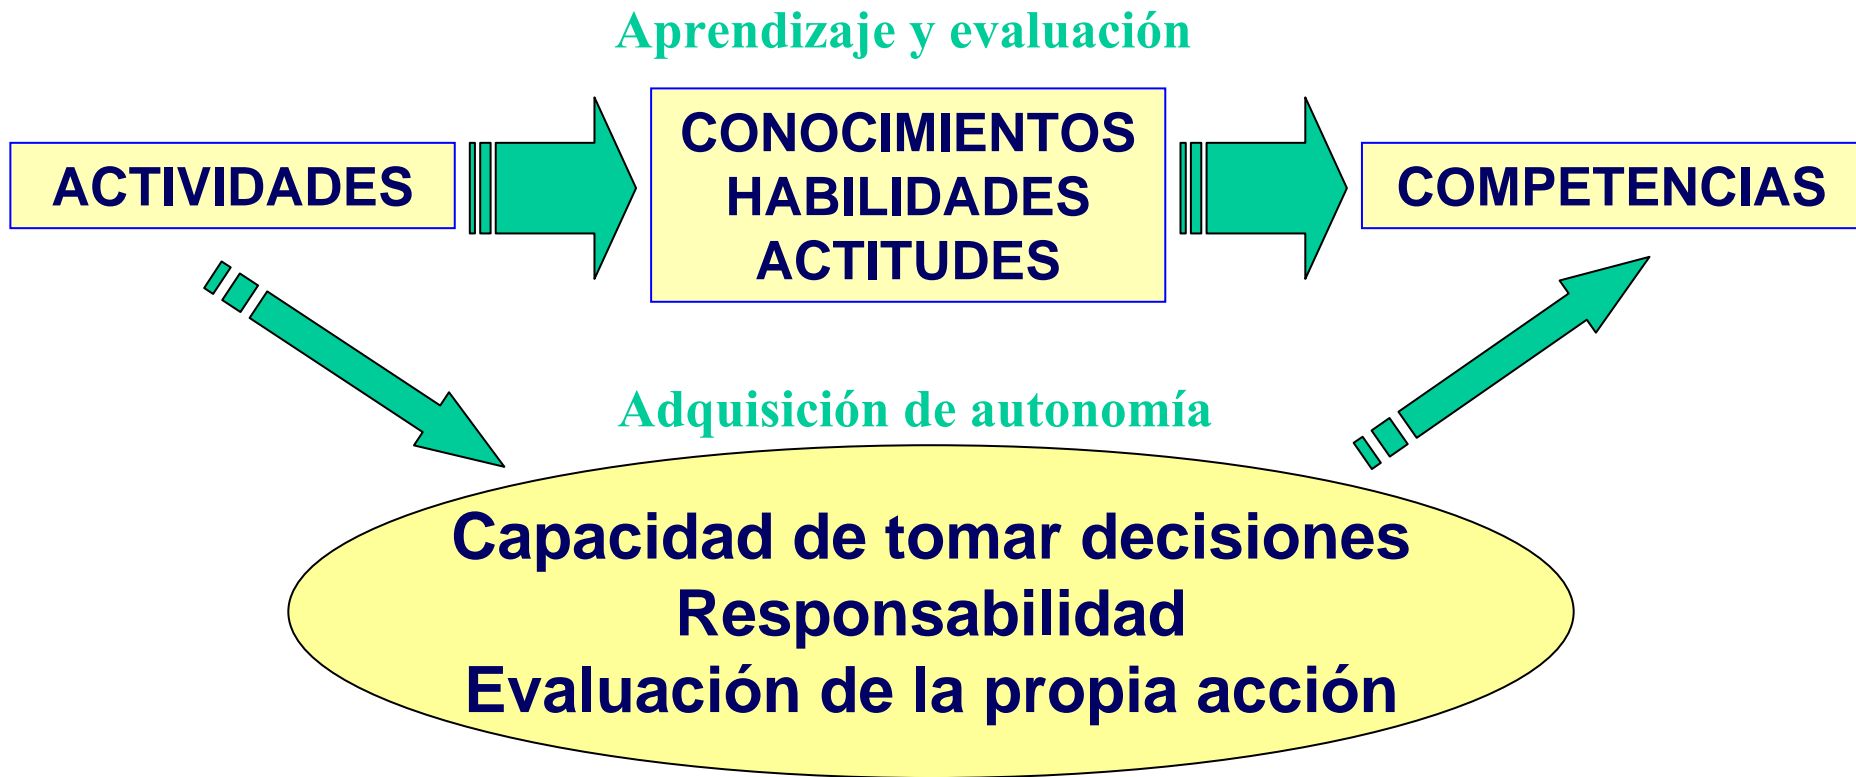 Aprendizaje y evaluación
ACTIVIDADES
CONOCIMIENTOS
HABILIDADES
ACTITUDES
COMPETENCIAS
Adquisición de autonomía
Capacidad de tomar decisiones
Responsabilidad
Evaluación de la propia acción